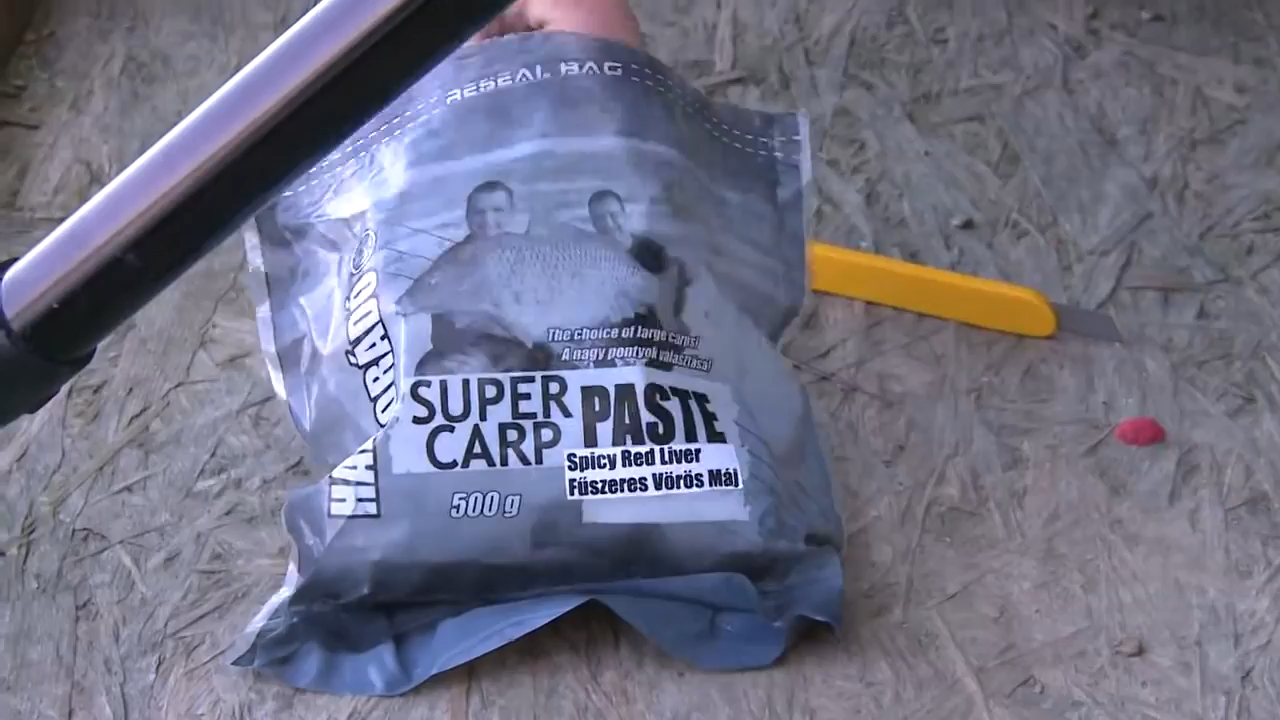 RESEAL BAG
The choice of large carps!
A nagy pontyok választása!
SUPER
CARP
PASTE
Spicy Red Liver
Fűszeres Vörös Máj
500 g